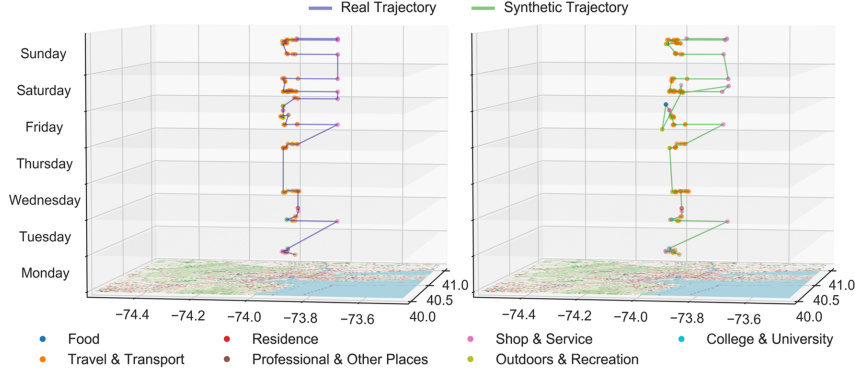 Real Trajectory Synthetic Trajectory
Sunday
Saturday
Friday
Thursday
Wednesday
Tuesday
Monday
−74.4 −74.2 −74.0 −73.8 −73.6 40.0 40.5 41.0
−74.4 −74.2 −74.0 −73.8 −73.6 40.0 40.5 41.0
Food Residence Shop & Service College & University
Travel & Transport Professional & Other Places Outdoors & Recreation